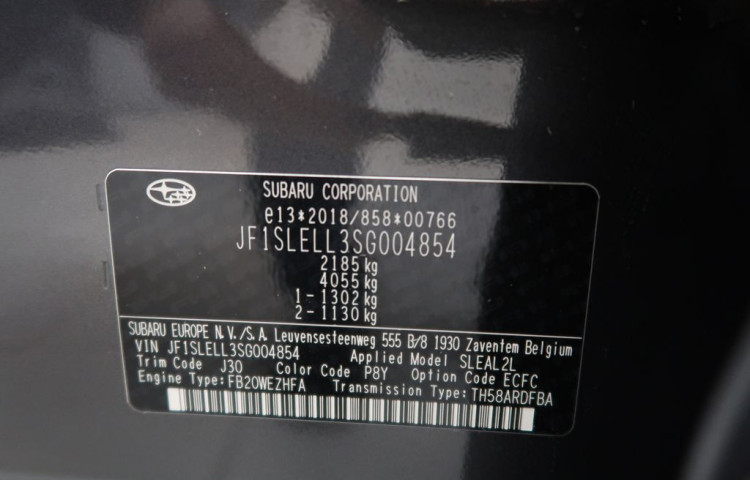 SUBARU CORPORATION
e13*2018/858*00766
JF1SLELL3SG004854
2185 kg
4055 kg
1 - 1302 kg
2 - 1130 kg
SUBARU EUROPE N.V./S.A. Leuvensesteenweg 555 B/8 1930 Zaventem Belgium
VIN JF1SLELL3SG004854 Applied Model SLEAL2L
Trim Code J30 Color Code P8Y Option Code ECFC
Engine Type:FB20WEZHFA Transmission Type:TH58ARDFBA